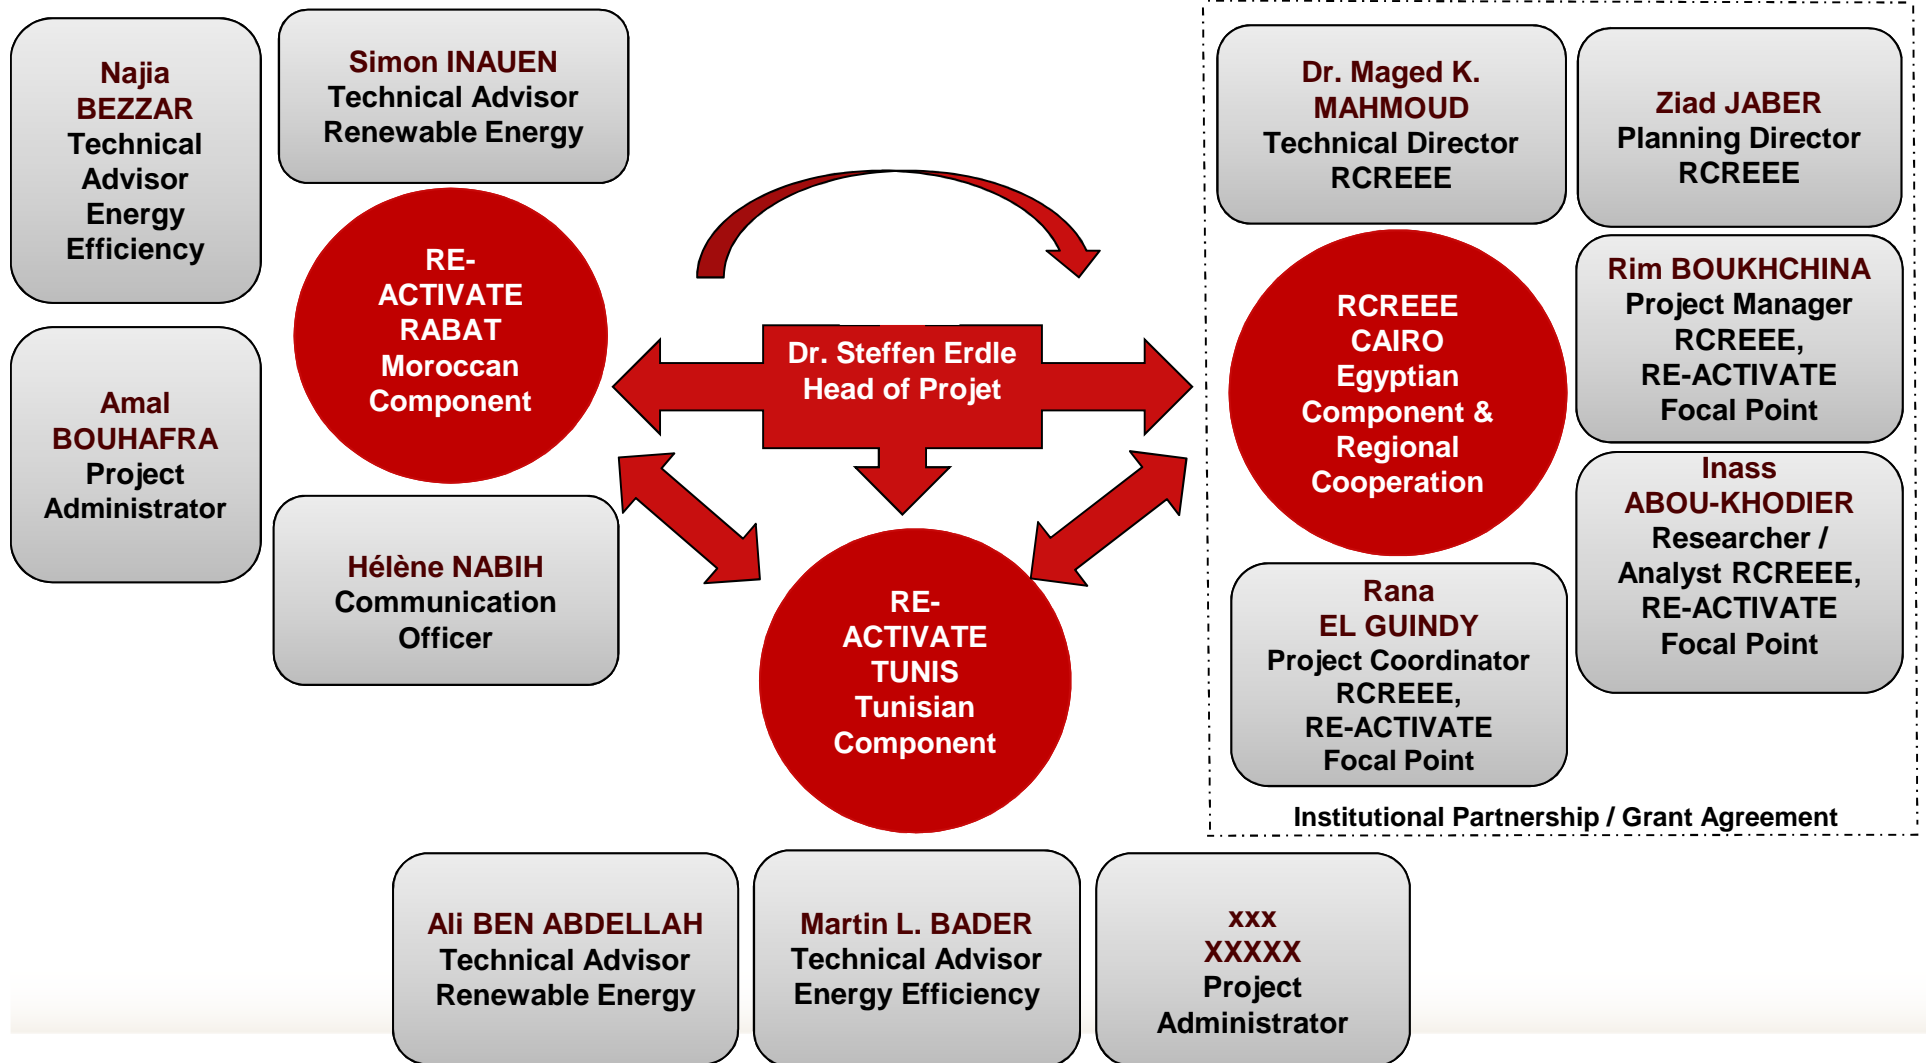 Najia
BEZZAR
Technical
Advisor
Energy
Efficiency
Simon INAUEN
Technical Advisor
Renewable Energy
RE-
ACTIVATE
RABAT
Moroccan
Component
Amal
BOUHAFRA
Project
Administrator
Hélène NABIH
Communication
Officer
Dr. Steffen Erdle
Head of Projet
RE-
ACTIVATE
TUNIS
Tunisian
Component
Dr. Maged K.
MAHMOUD
Technical Director
RCREEE
Ziad JABER
Planning Director
RCREEE
RCREEE
CAIRO
Egyptian
Component &
Regional
Cooperation
Rim BOUKHCHINA
Project Manager
RCREEE,
RE-ACTIVATE
Focal Point
Inass
ABOU-KHODIER
Researcher /
Analyst RCREEE,
RE-ACTIVATE
Focal Point
Rana
EL GUINDY
Project Coordinator
RCREEE,
RE-ACTIVATE
Focal Point
Institutional Partnership / Grant Agreement
Ali BEN ABDELLAH
Technical Advisor
Renewable Energy
Martin L. BADER
Technical Advisor
Energy Efficiency
xxx
XXXXX
Project
Administrator